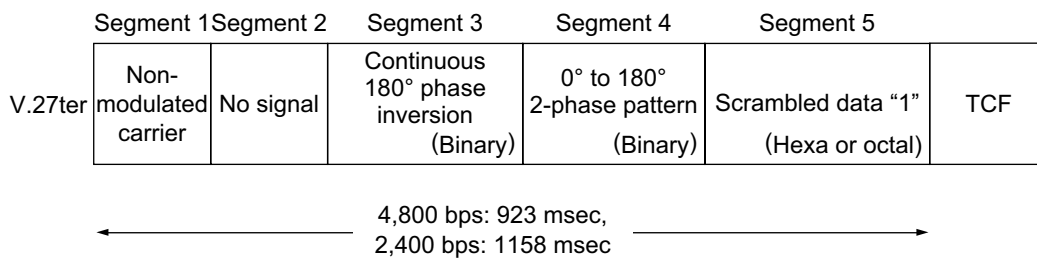 Segment 1 Segment 2 Segment 3 Segment 4 Segment 5
V.27ter
Non-
modulated
carrier
No signal
Continuous
180° phase
inversion
(Binary)
0° to 180°
2-phase pattern
(Binary)
Scrambled data “1”
(Hexa or octal)
TCF
4,800 bps: 923 msec,
2,400 bps: 1158 msec